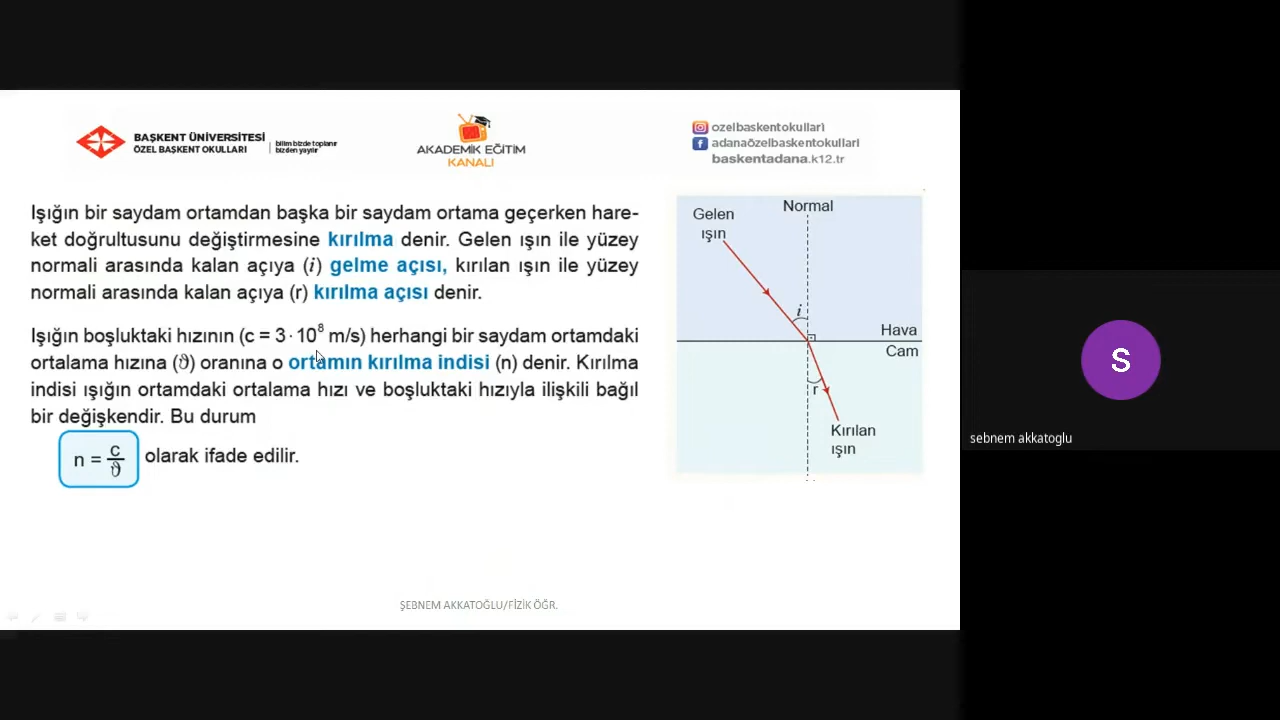 BAŞKENT ÜNİVERSİTESİ
ÖZEL BAŞKENT OKULLARI
bilim bizde toplanır
bizden yayılır
AKADEMİK EĞİTİM
KANALI
ozelbaskentokullari
adanaözelbaskentokullari
baskentadana.k12.tr
Işığın bir saydam ortamdan başka bir saydam ortama geçerken hare-
ket doğrultusunu değiştirmesine kırılma denir. Gelen ışın ile yüzey
normali arasında kalan açıya (i) gelme açısı, kırılan ışın ile yüzey
normali arasında kalan açıya (r) kırılma açısı denir.
Işığın boşluktaki hızının (c = 3·10⁸ m/s) herhangi bir saydam ortamdaki
ortalama hızına (ϑ) oranına o ortamın kırılma indisi (n) denir. Kırılma
indisi ışığın ortamdaki ortalama hızı ve boşluktaki hızıyla ilişkili bağıl
bir değişkendir. Bu durum
n = c/ϑ olarak ifade edilir.
Normal
Gelen
ışın
i
Hava
Cam
r
Kırılan
ışın
ŞEBNEM AKKATOĞLU/FİZİK ÖĞR.
S
sebnem akkatoglu